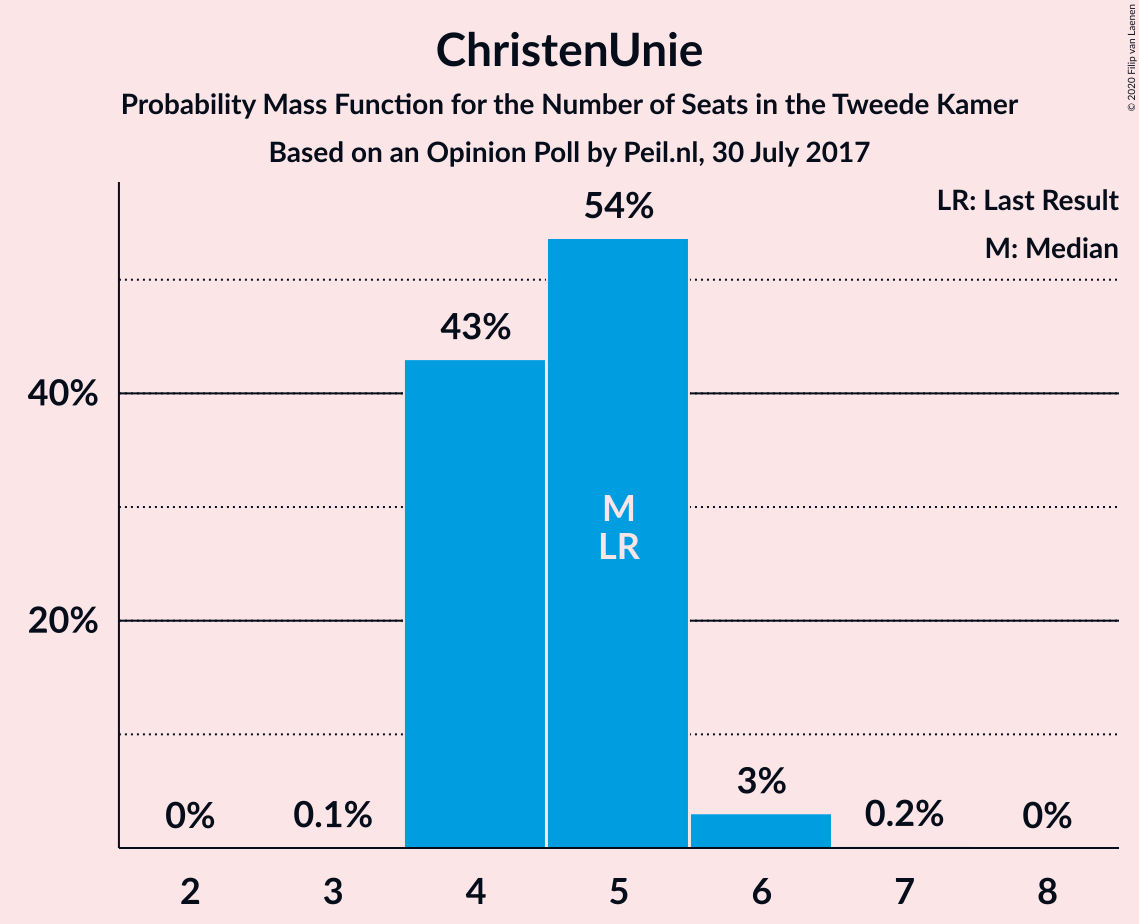 ChristenUnie
Probability Mass Function for the Number of Seats in the Tweede Kamer
Based on an Opinion Poll by Peil.nl, 30 July 2017
© 2020 Filip van Laenen
LR: Last Result
M: Median
54%
43%
40%
M
LR
20%
3%
0%
0.1%
0.2%
0%
2
3
4
5
6
7
8